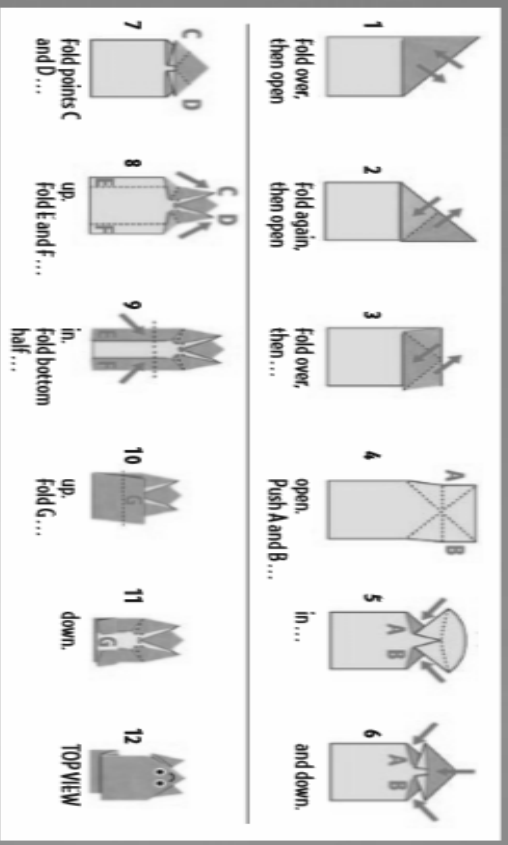 1
Fold over,
then open
2
Fold again,
then open
3
Fold over,
then ...
4
A
B
open.
Push A and B ...
5
A
B
in ...
6
A
B
and down.
7
C
D
Fold points C
and D ...
8
C
D
E
F
up.
Fold E and F ...
9
E
F
in.
Fold bottom
half ...
10
G
up.
Fold G ...
11
G
down.
12
TOP VIEW